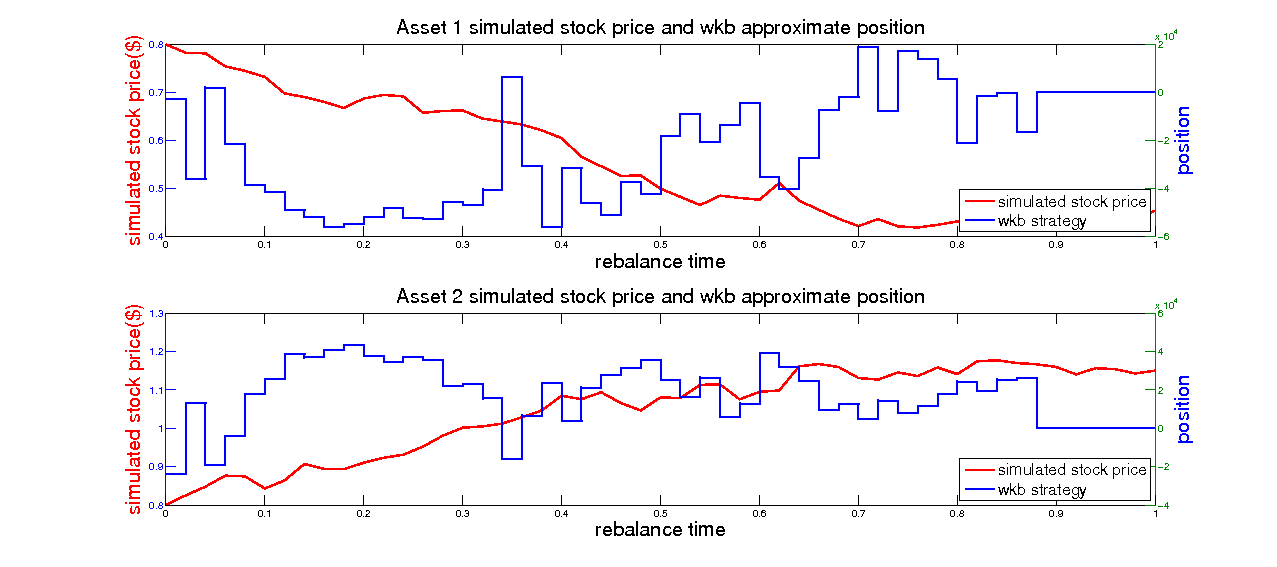 Asset 1 simulated stock price and wkb approximate position
x 10^4
simulated stock price($)
0.8
0.7
0.6
0.5
0.4
2
0
-2
-4
-6
position
simulated stock price
wkb strategy
0 0.1 0.2 0.3 0.4 0.5 0.6 0.7 0.8 0.9 1
rebalance time
Asset 2 simulated stock price and wkb approximate position
x 10^4
simulated stock price($)
1.3
1.2
1.1
1
0.9
0.8
6
4
2
0
-2
-4
position
simulated stock price
wkb strategy
0 0.1 0.2 0.3 0.4 0.5 0.6 0.7 0.8 0.9 1
rebalance time